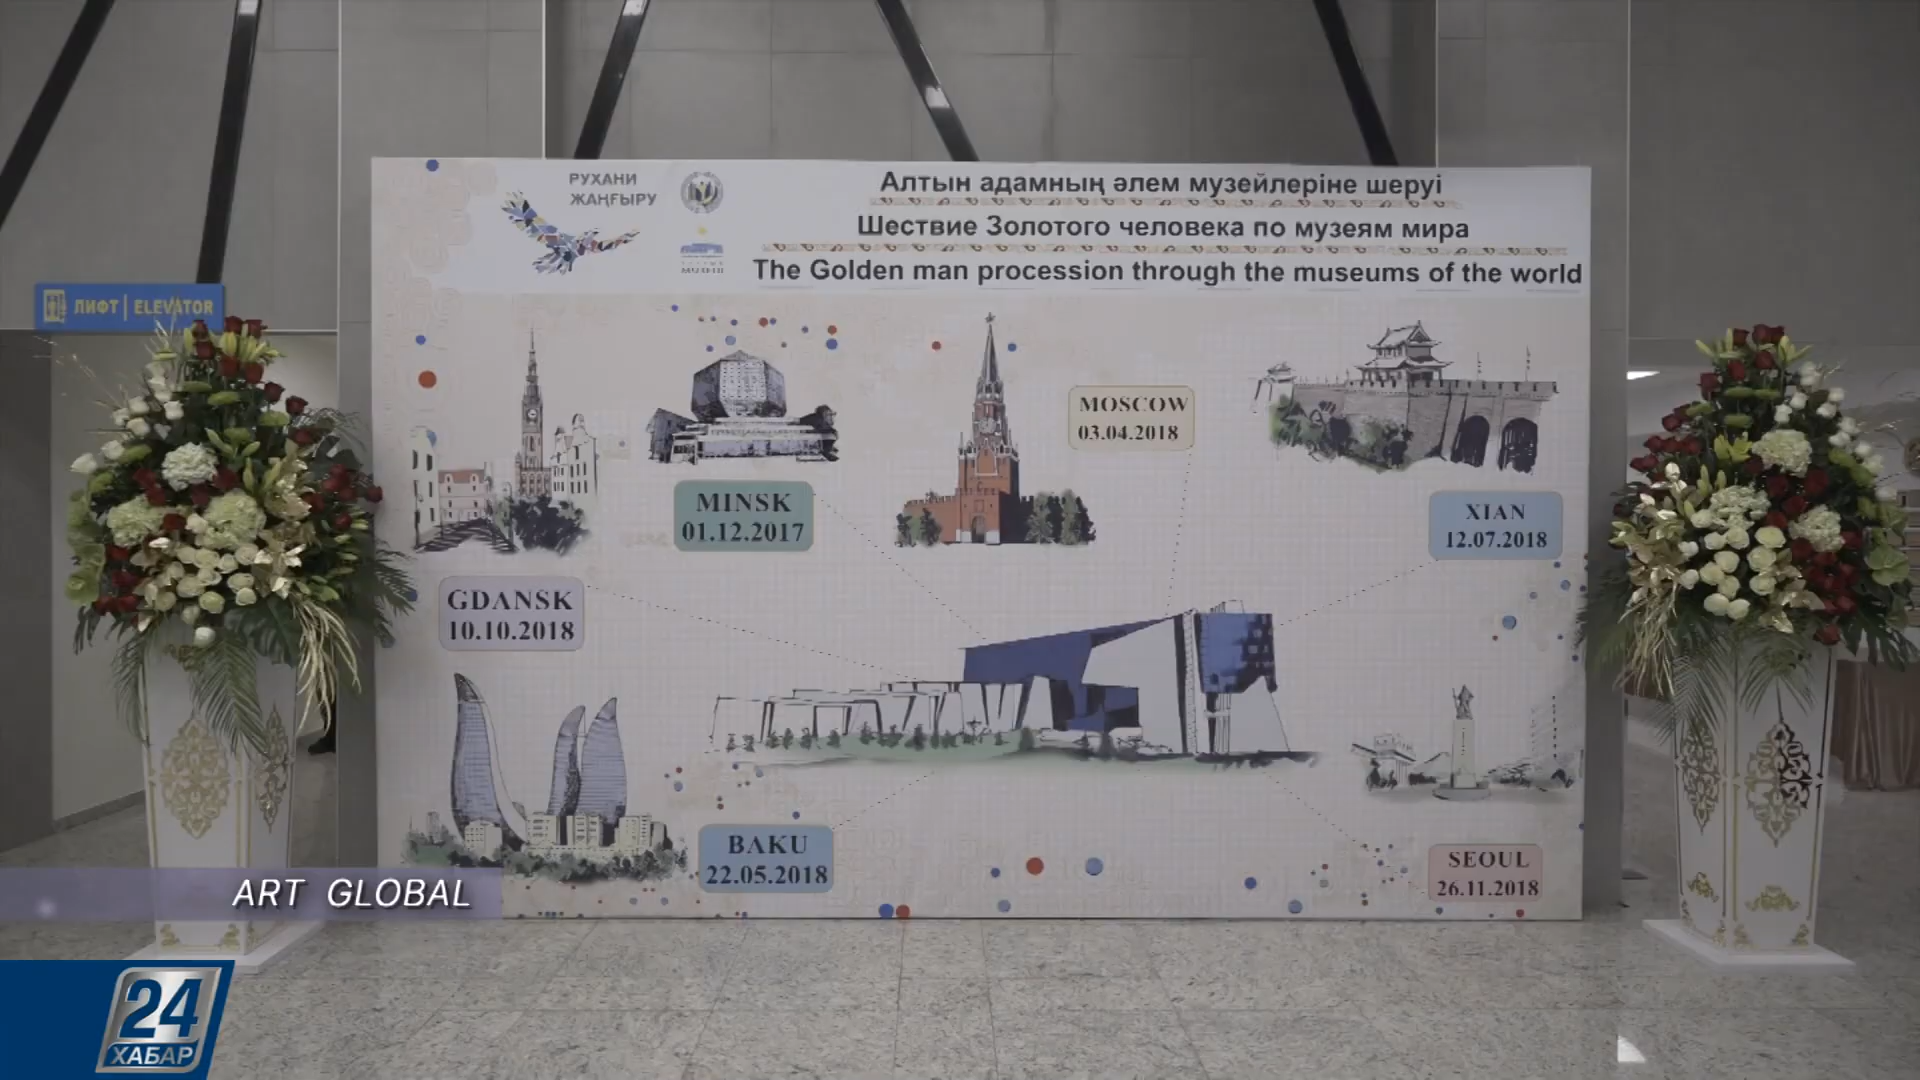 РУХАНИ
ЖАҢҒЫРУ
Алтын адамның әлем музейлеріне шеруі
Шествие Золотого человека по музеям мира
The Golden man procession through the museums of the world
ЛИФТ | ELEVATOR
MOSCOW
03.04.2018
MINSK
01.12.2017
XIAN
12.07.2018
GDANSK
10.10.2018
BAKU
22.05.2018
SEOUL
26.11.2018
ART GLOBAL
24
ХАБАР